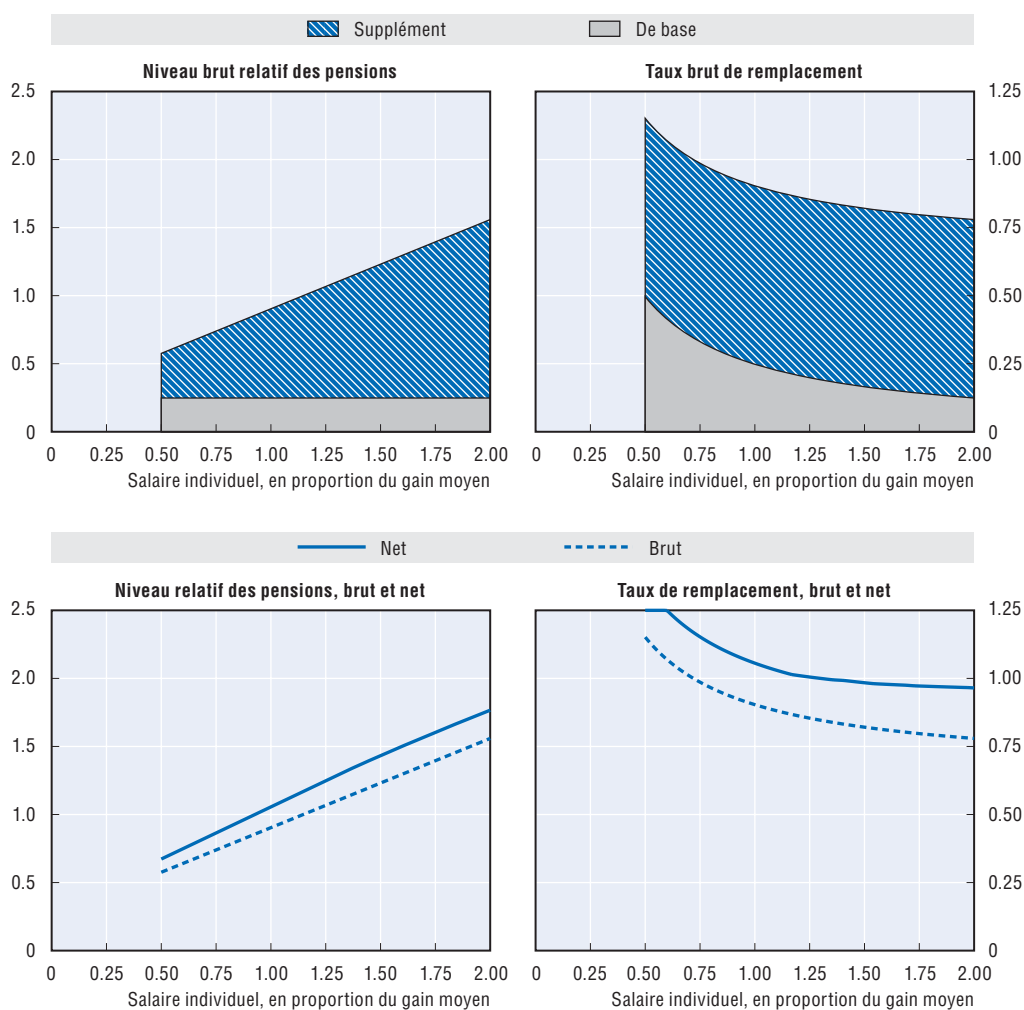 Supplément De base
Niveau brut relatif des pensions
2.5
2.0
1.5
1.0
0.5
0
0 0.25 0.50 0.75 1.00 1.25 1.50 1.75 2.00
Salaire individuel, en proportion du gain moyen
Taux brut de remplacement
1.25
1.00
0.75
0.50
0.25
0
0 0.25 0.50 0.75 1.00 1.25 1.50 1.75 2.00
Salaire individuel, en proportion du gain moyen
Net Brut
Niveau relatif des pensions, brut et net
2.5
2.0
1.5
1.0
0.5
0
0 0.25 0.50 0.75 1.00 1.25 1.50 1.75 2.00
Salaire individuel, en proportion du gain moyen
Taux de remplacement, brut et net
1.25
1.00
0.75
0.50
0.25
0
0 0.25 0.50 0.75 1.00 1.25 1.50 1.75 2.00
Salaire individuel, en proportion du gain moyen